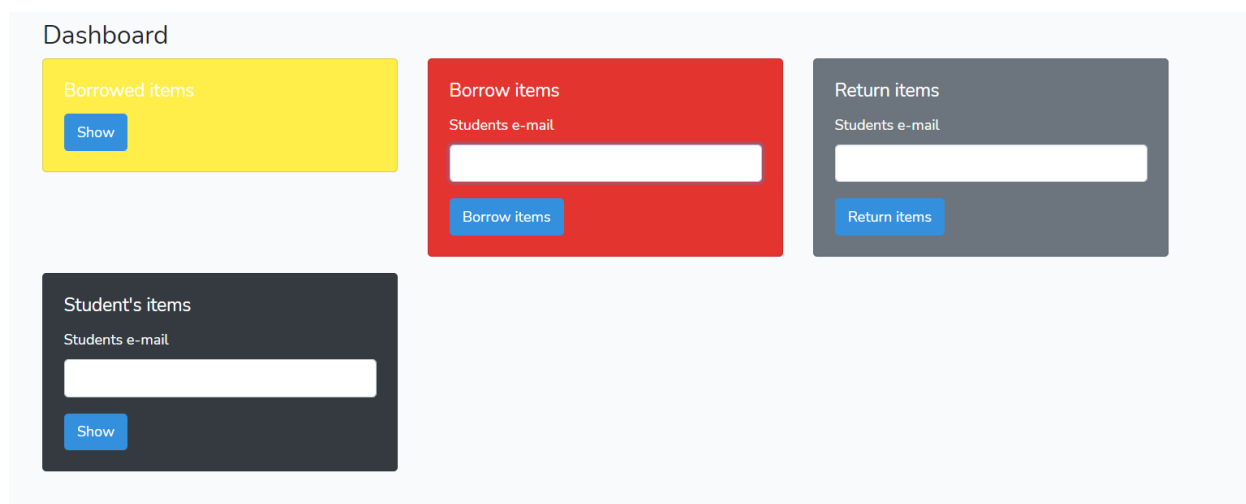 Dashboard
Borrowed items
Show
Borrow items
Students e-mail
Borrow items
Return items
Students e-mail
Return items
Student's items
Students e-mail
Show